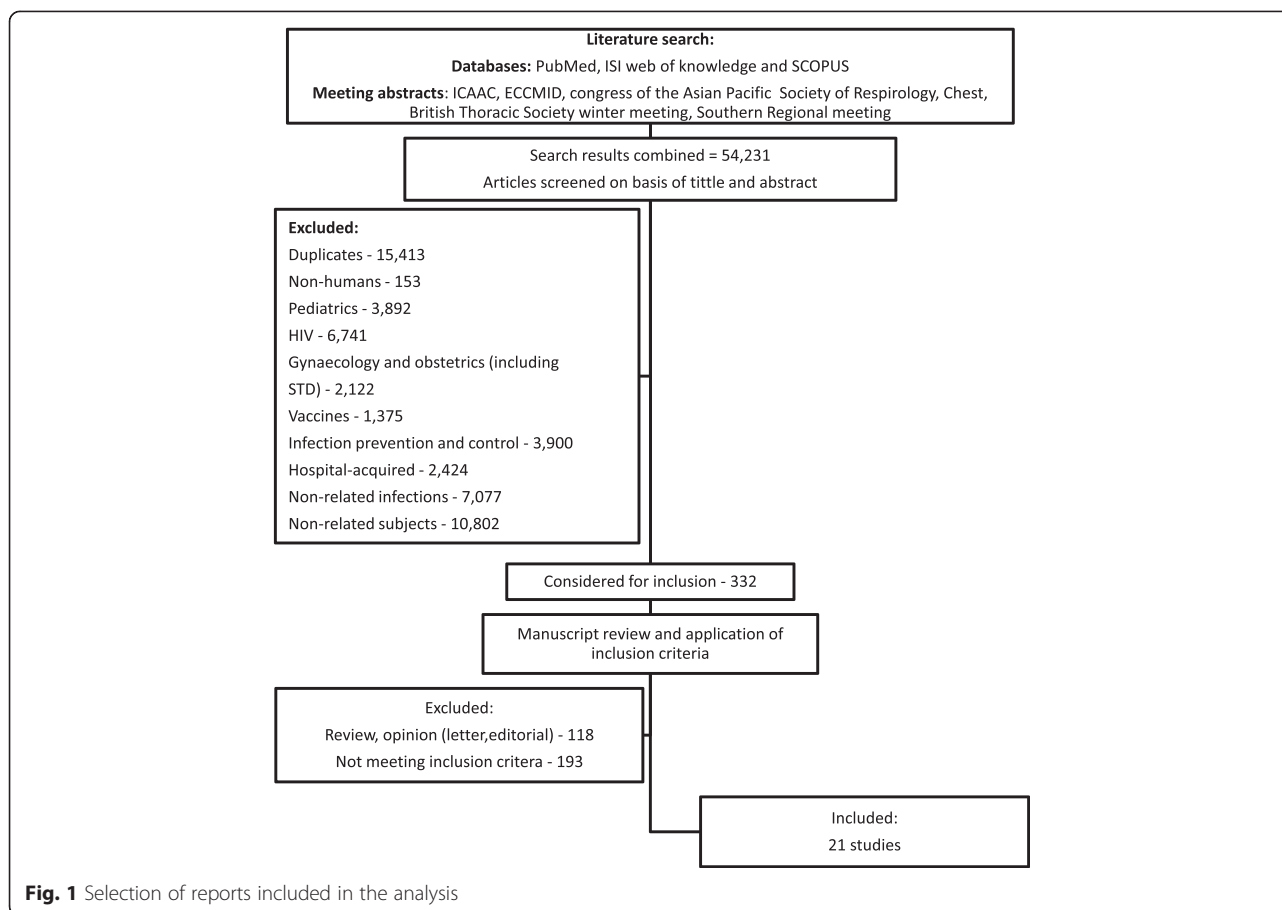 Literature search:
Databases: PubMed, ISI web of knowledge and SCOPUS
Meeting abstracts: ICAAC, ECCMID, congress of the Asian Pacific Society of Respirology, Chest,
British Thoracic Society winter meeting, Southern Regional meeting
Search results combined = 54,231
Articles screened on basis of tittle and abstract
Excluded:
Duplicates - 15,413
Non-humans - 153
Pediatrics - 3,892
HIV - 6,741
Gynaecology and obstetrics (including
STD) - 2,122
Vaccines - 1,375
Infection prevention and control - 3,900
Hospital-acquired - 2,424
Non-related infections - 7,077
Non-related subjects - 10,802
Considered for inclusion - 332
Manuscript review and application of
inclusion criteria
Excluded:
Review, opinion (letter,editorial) - 118
Not meeting inclusion critera - 193
Included:
21 studies
Fig. 1 Selection of reports included in the analysis